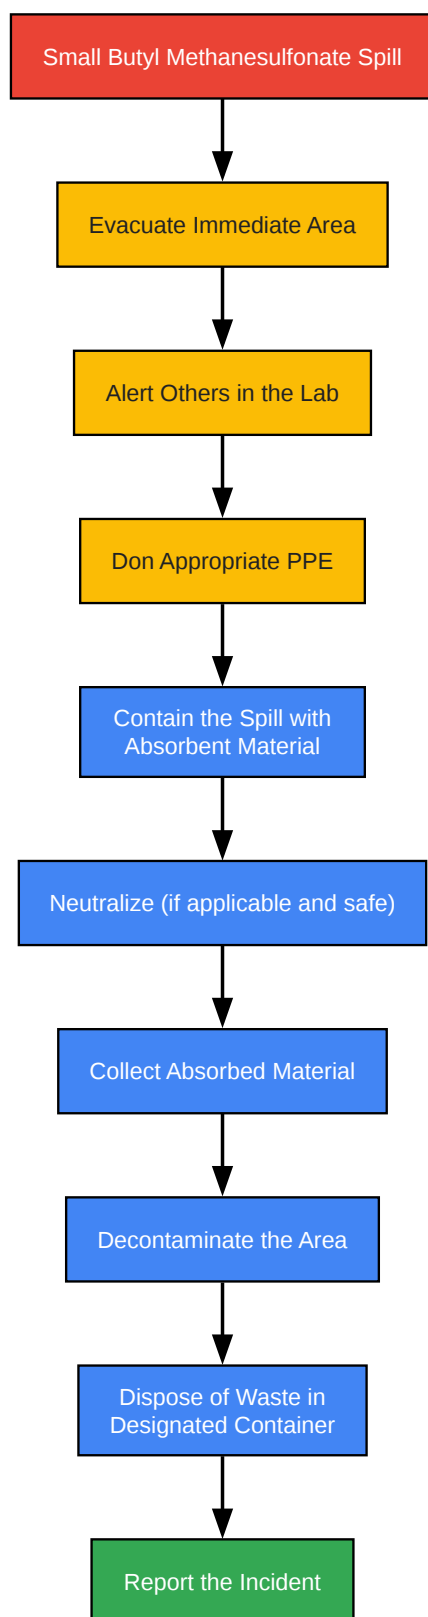 Small Butyl Methanesulfonate Spill
Evacuate Immediate Area
Alert Others in the Lab
Don Appropriate PPE
Contain the Spill with
Absorbent Material
Neutralize (if applicable and safe)
Collect Absorbed Material
Decontaminate the Area
Dispose of Waste in
Designated Container
Report the Incident